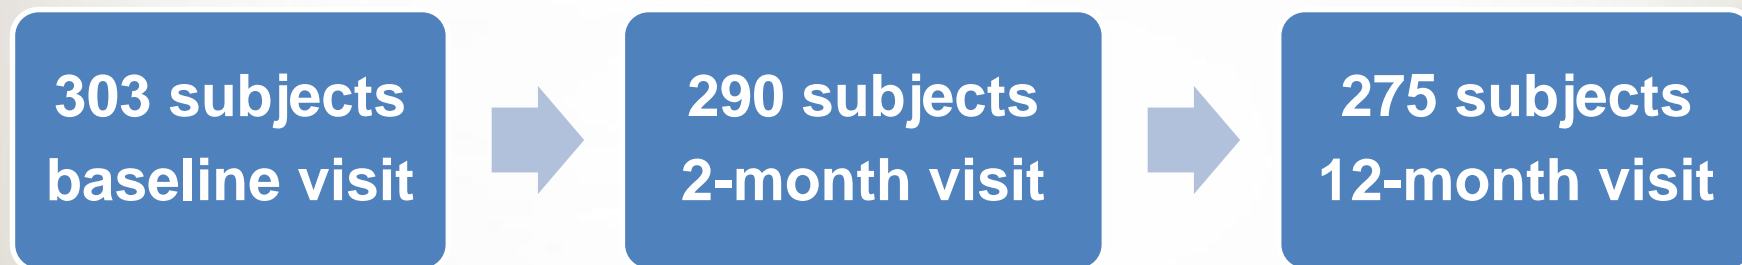 303 subjects
baseline visit
290 subjects
2-month visit
275 subjects
12-month visit